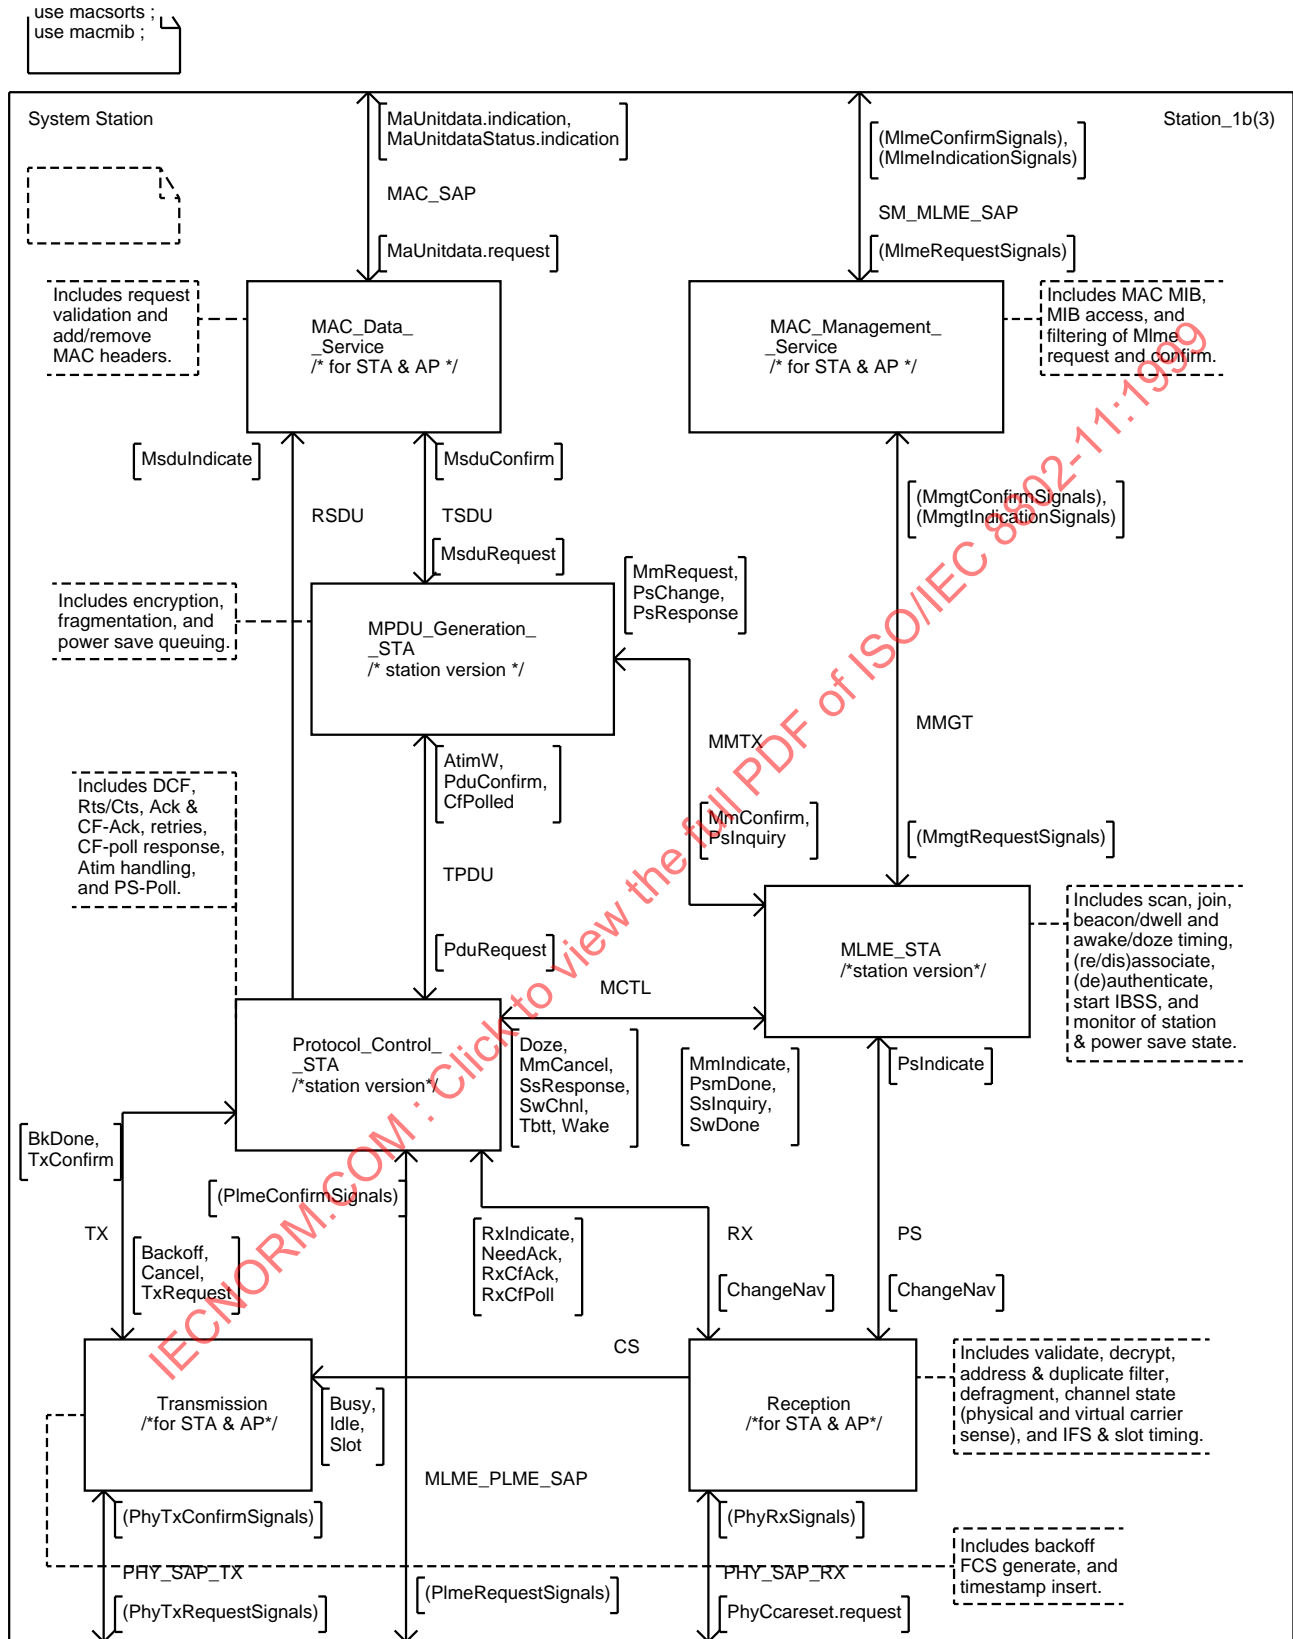 use macsorts ;
use macmib ;
System Station
Station_1b(3)
MaUnitdata.indication,
MaUnitdataStatus.indication
(MlmeConfirmSignals),
(MlmeIndicationSignals)
MAC_SAP
SM_MLME_SAP
MaUnitdata.request
(MlmeRequestSignals)
Includes request
validation and
add/remove
MAC headers.
MAC_Data_
_Service
/* for STA & AP */
MAC_Management_
_Service
/* for STA & AP */
Includes MAC MIB,
MIB access, and
filtering of Mlme
request and confirm.
MsduIndicate
MsduConfirm
(MmgtConfirmSignals),
(MmgtIndicationSignals)
RSDU
TSDU
MsduRequest
MmRequest,
PsChange,
PsResponse
Includes encryption,
fragmentation, and
power save queuing.
MPDU_Generation_
_STA
/* station version */
MMTX
MMGT
AtimW,
PduConfirm,
CfPolled
Includes DCF,
Rts/Cts, Ack &
CF-Ack, retries,
CF-poll response,
Atim handling,
and PS-Poll.
MmConfirm,
PsInquiry
(MmgtRequestSignals)
TPDU
PduRequest
MLME_STA
/*station version*/
Includes scan, join,
beacon/dwell and
awake/doze timing,
(re/dis)associate,
(de)authenticate,
start IBSS, and
monitor of station
& power save state.
MCTL
Protocol_Control_
_STA
/*station version*/
Doze,
MmCancel,
SsResponse,
SwChnl,
Tbtt, Wake
MmIndicate,
PsmDone,
SsInquiry,
SwDone
PsIndicate
BkDone,
TxConfirm
(PlmeConfirmSignals)
TX
RxIndicate,
NeedAck,
RxCfAck,
RxCfPoll
RX
PS
Backoff,
Cancel,
TxRequest
ChangeNav
ChangeNav
CS
Transmission
/*for STA & AP*/
Busy,
Idle,
Slot
Reception
/*for STA & AP*/
Includes validate, decrypt,
address & duplicate filter,
defragment, channel state
(physical and virtual carrier
sense), and IFS & slot timing.
MLME_PLME_SAP
(PhyTxConfirmSignals)
(PhyRxSignals)
Includes backoff
FCS generate, and
timestamp insert.
PHY_SAP_TX
PHY_SAP_RX
(PhyTxRequestSignals)
(PlmeRequestSignals)
PhyCcareset.request
IECNORM.COM : Click to view the full PDF of ISO/IEC 8802-11:1999